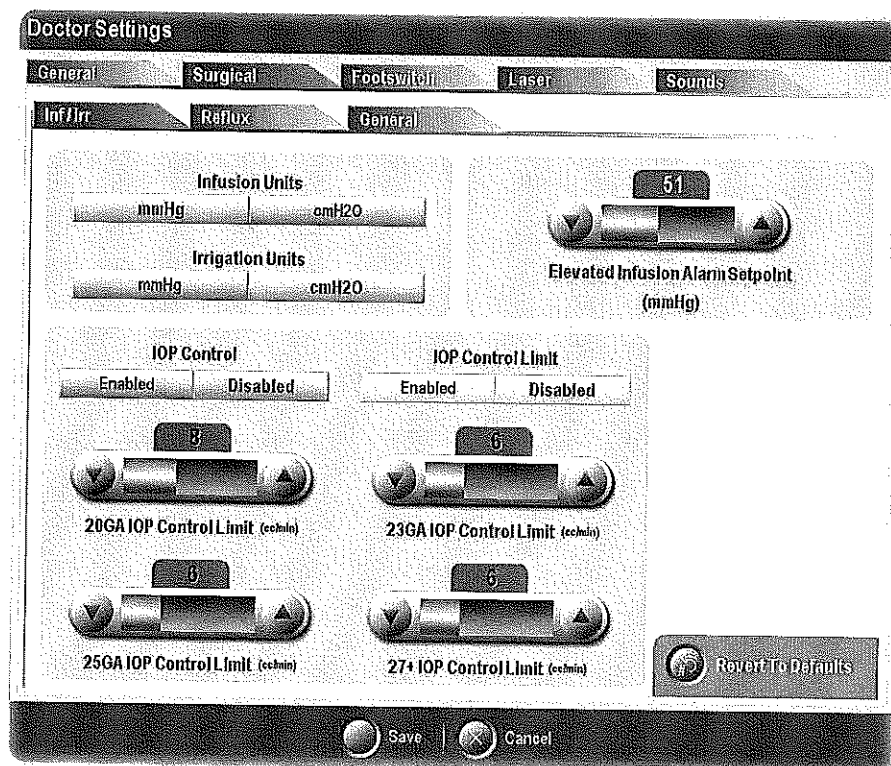 Doctor Settings
General Surgical Footswitch Laser Sounds
Inf/Irr Reflux General
Infusion Units
mmHg cmH2O
Irrigation Units
mmHg cmH2O
51
Elevated Infusion Alarm Setpoint
(mmHg)
IOP Control
Enabled Disabled
IOP Control Limit
Enabled Disabled
8
20GA IOP Control Limit (cc/min)
6
23GA IOP Control Limit (cc/min)
6
25GA IOP Control Limit (cc/min)
6
27+ IOP Control Limit (cc/min)
Revert To Defaults
Save Cancel